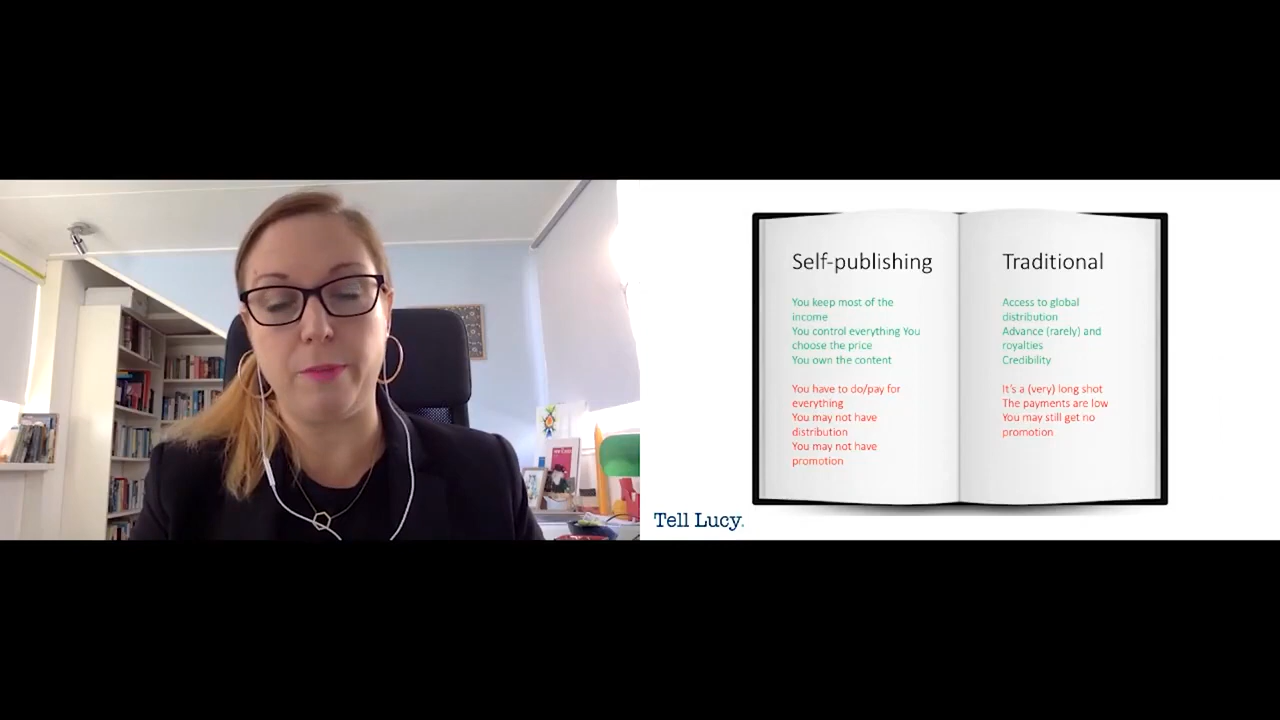 Self-publishing
You keep most of the
income
You control everything You
choose the price
You own the content
You have to do/pay for
everything
You may not have
distribution
You may not have
promotion
Traditional
Access to global
distribution
Advance (rarely) and
royalties
Credibility
It's a (very) long shot
The payments are low
You may still get no
promotion
Tell Lucy.